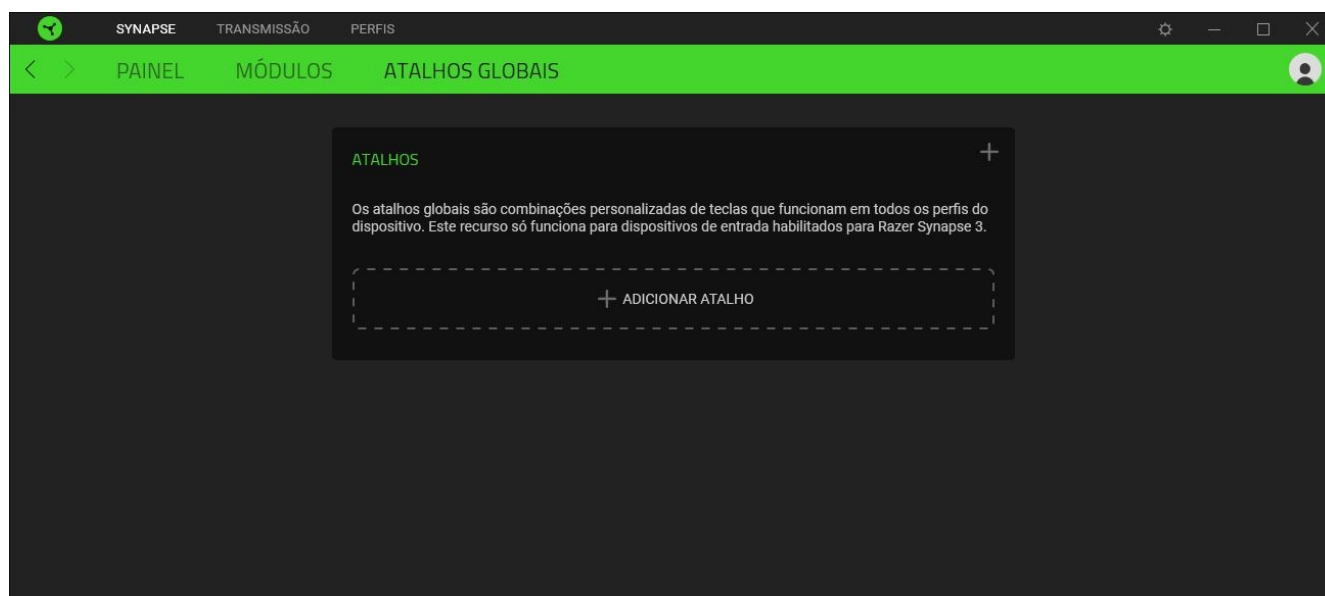 SYNAPSE TRANSMISSÃO PERFIS
PAINEL MÓDULOS ATALHOS GLOBAIS
ATALHOS
Os atalhos globais são combinações personalizadas de teclas que funcionam em todos os perfis do
dispositivo. Este recurso só funciona para dispositivos de entrada habilitados para Razer Synapse 3.
ADICIONAR ATALHO